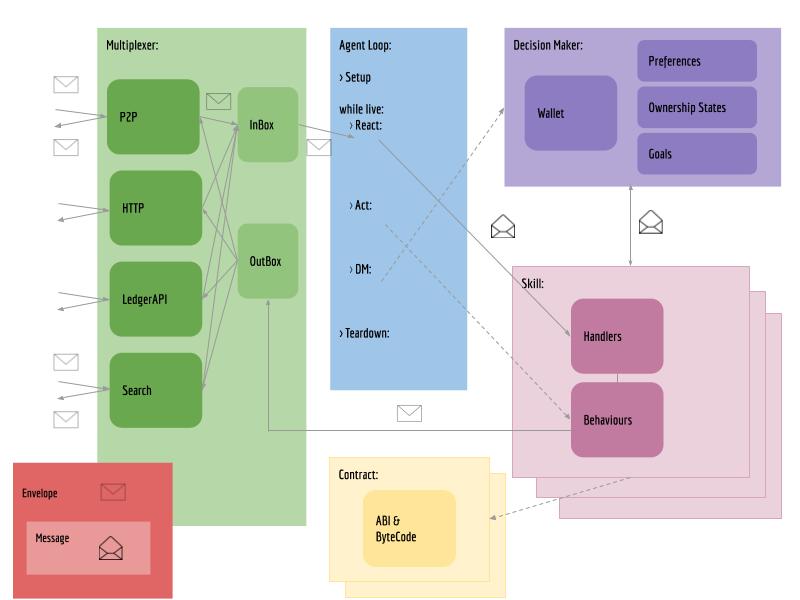 Multiplexer:
P2P
HTTP
LedgerAPI
Search
InBox
OutBox
Agent Loop:
› Setup
while live:
› React:
› Act:
› DM:
› Teardown:
Decision Maker:
Wallet
Preferences
Ownership States
Goals
Skill:
Handlers
Behaviours
Contract:
ABI &
ByteCode
Envelope
Message